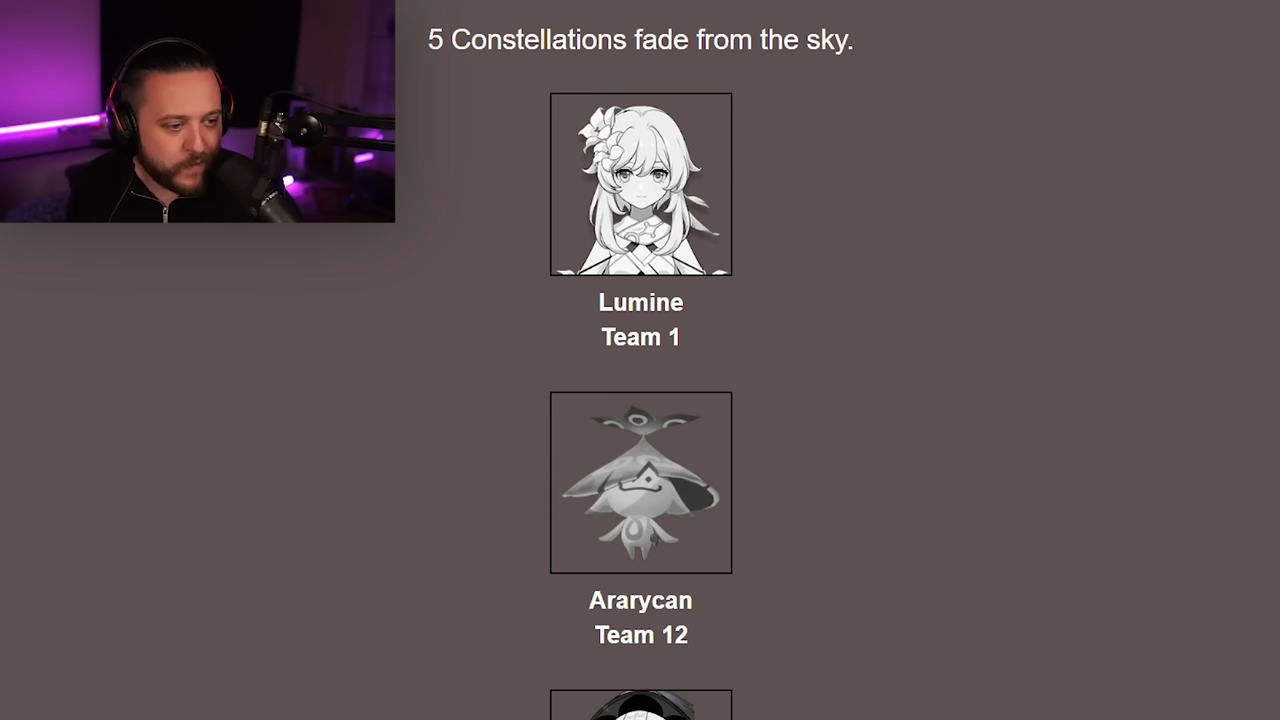 5 Constellations fade from the sky.
Lumine
Team 1
Ararycan
Team 12